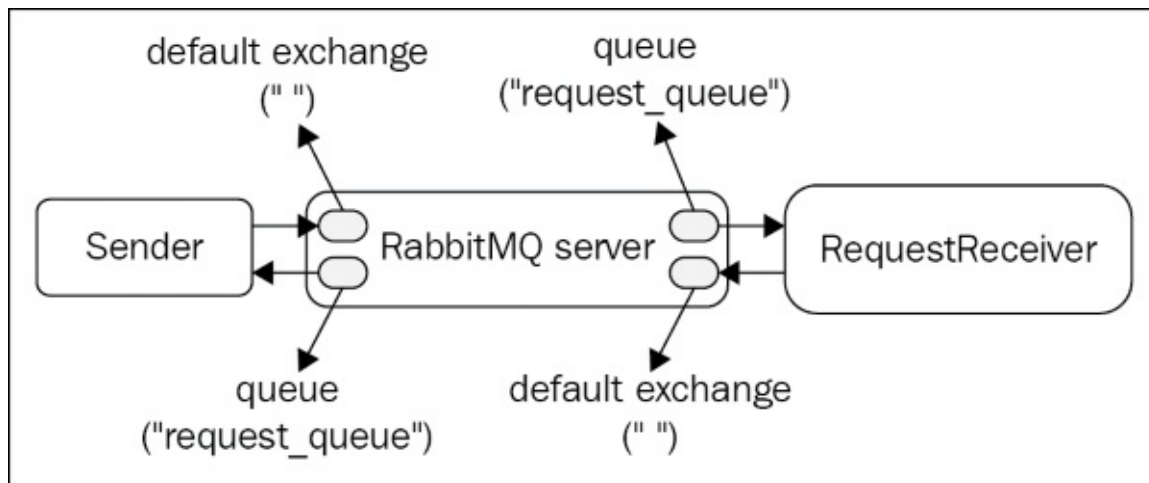 default exchange
(" ")
queue
("request_queue")
Sender
RabbitMQ server
RequestReceiver
queue
("request_queue")
default exchange
(" ")